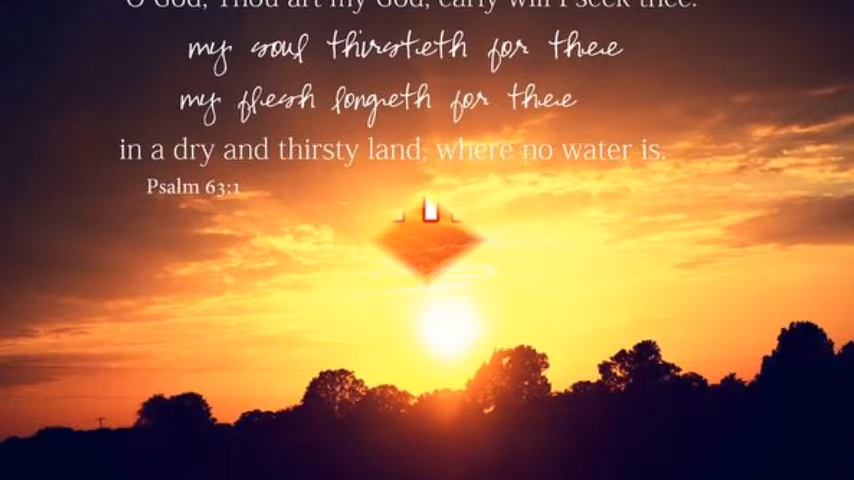 O God, Thou art my God; early will I seek thee:
my soul thirsteth for thee
my flesh longeth for thee
in a dry and thirsty land, where no water is.
Psalm 63:1